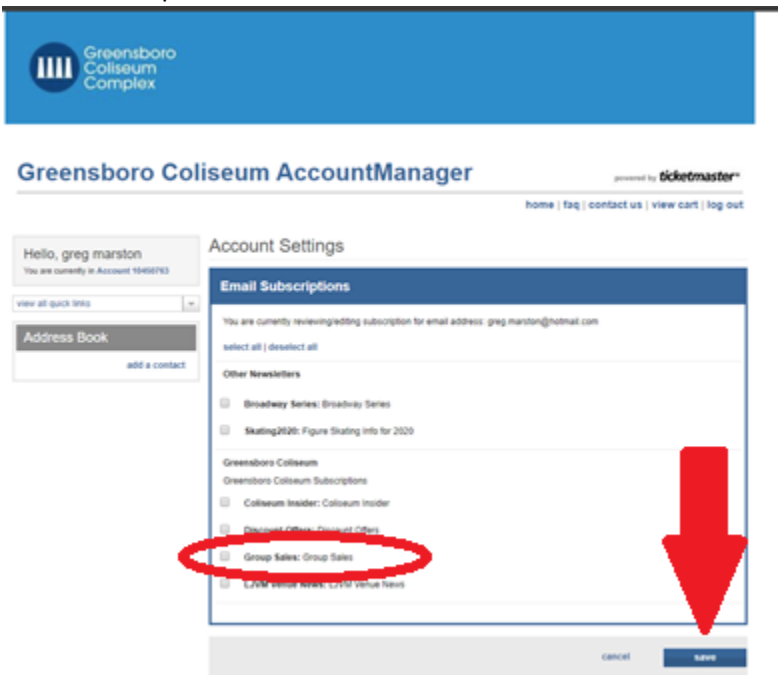 Greensboro
Coliseum
Complex
Greensboro Coliseum AccountManager
powered by ticketmaster
home | faq | contact us | view cart | log out
Hello, greg marston
You are currently in Account 10450763
view all quick links
Address Book
add a contact
Account Settings
Email Subscriptions
You are currently reviewing/editing subscription for email address: greg.marston@hotmail.com
select all | deselect all
Other Newsletters
Broadway Series: Broadway Series
Skating2020: Figure Skating Info for 2020
Greensboro Coliseum
Greensboro Coliseum Subscriptions
Coliseum Insider: Coliseum Insider
Discount Offers: Discount Offers
Group Sales: Group Sales
LJVM Venue News: LJVM Venue News
cancel
save